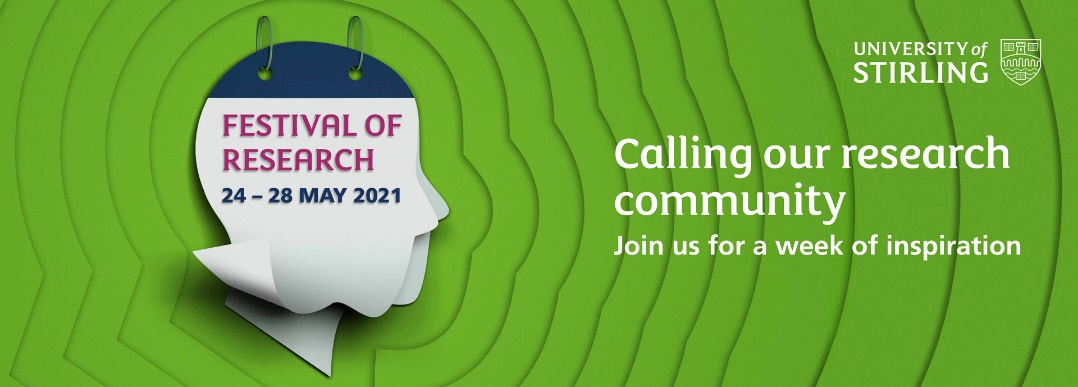 FESTIVAL OF
RESEARCH
24 – 28 MAY 2021
UNIVERSITY of
STIRLING
Calling our research
community
Join us for a week of inspiration